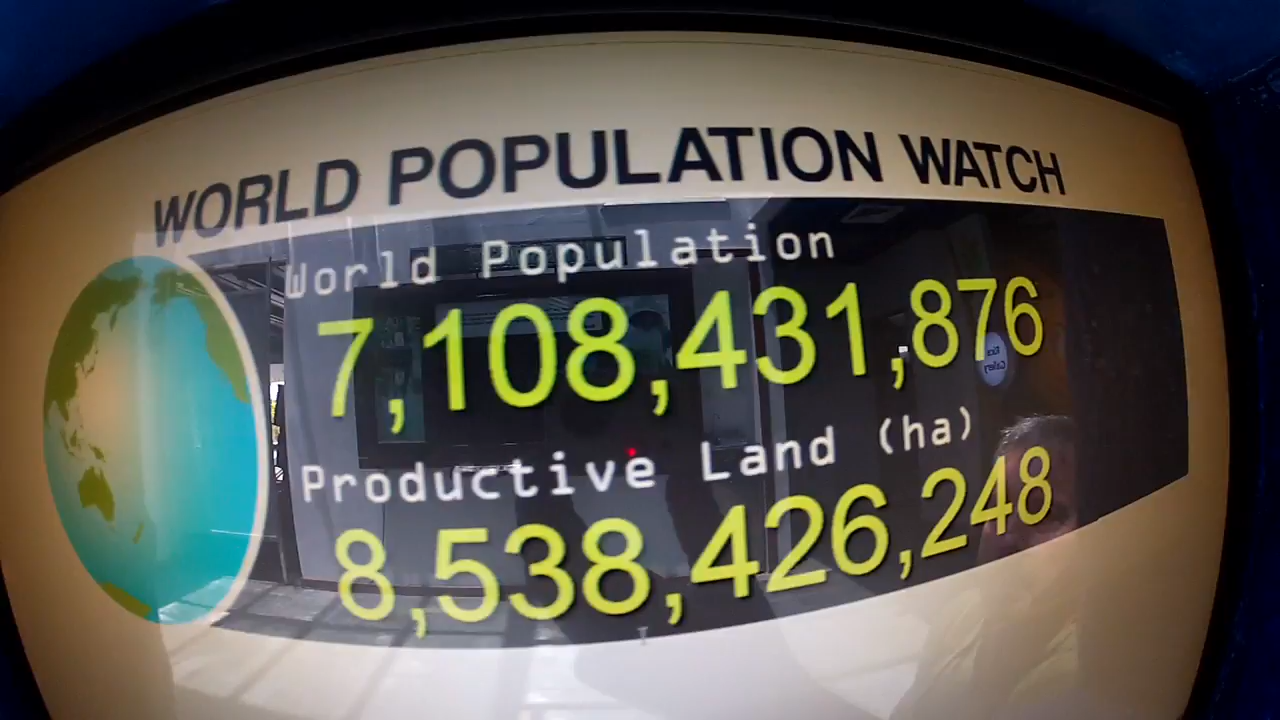 WORLD POPULATION WATCH
World Population
7,108,431,876
Productive Land (ha)
8,538,426,248